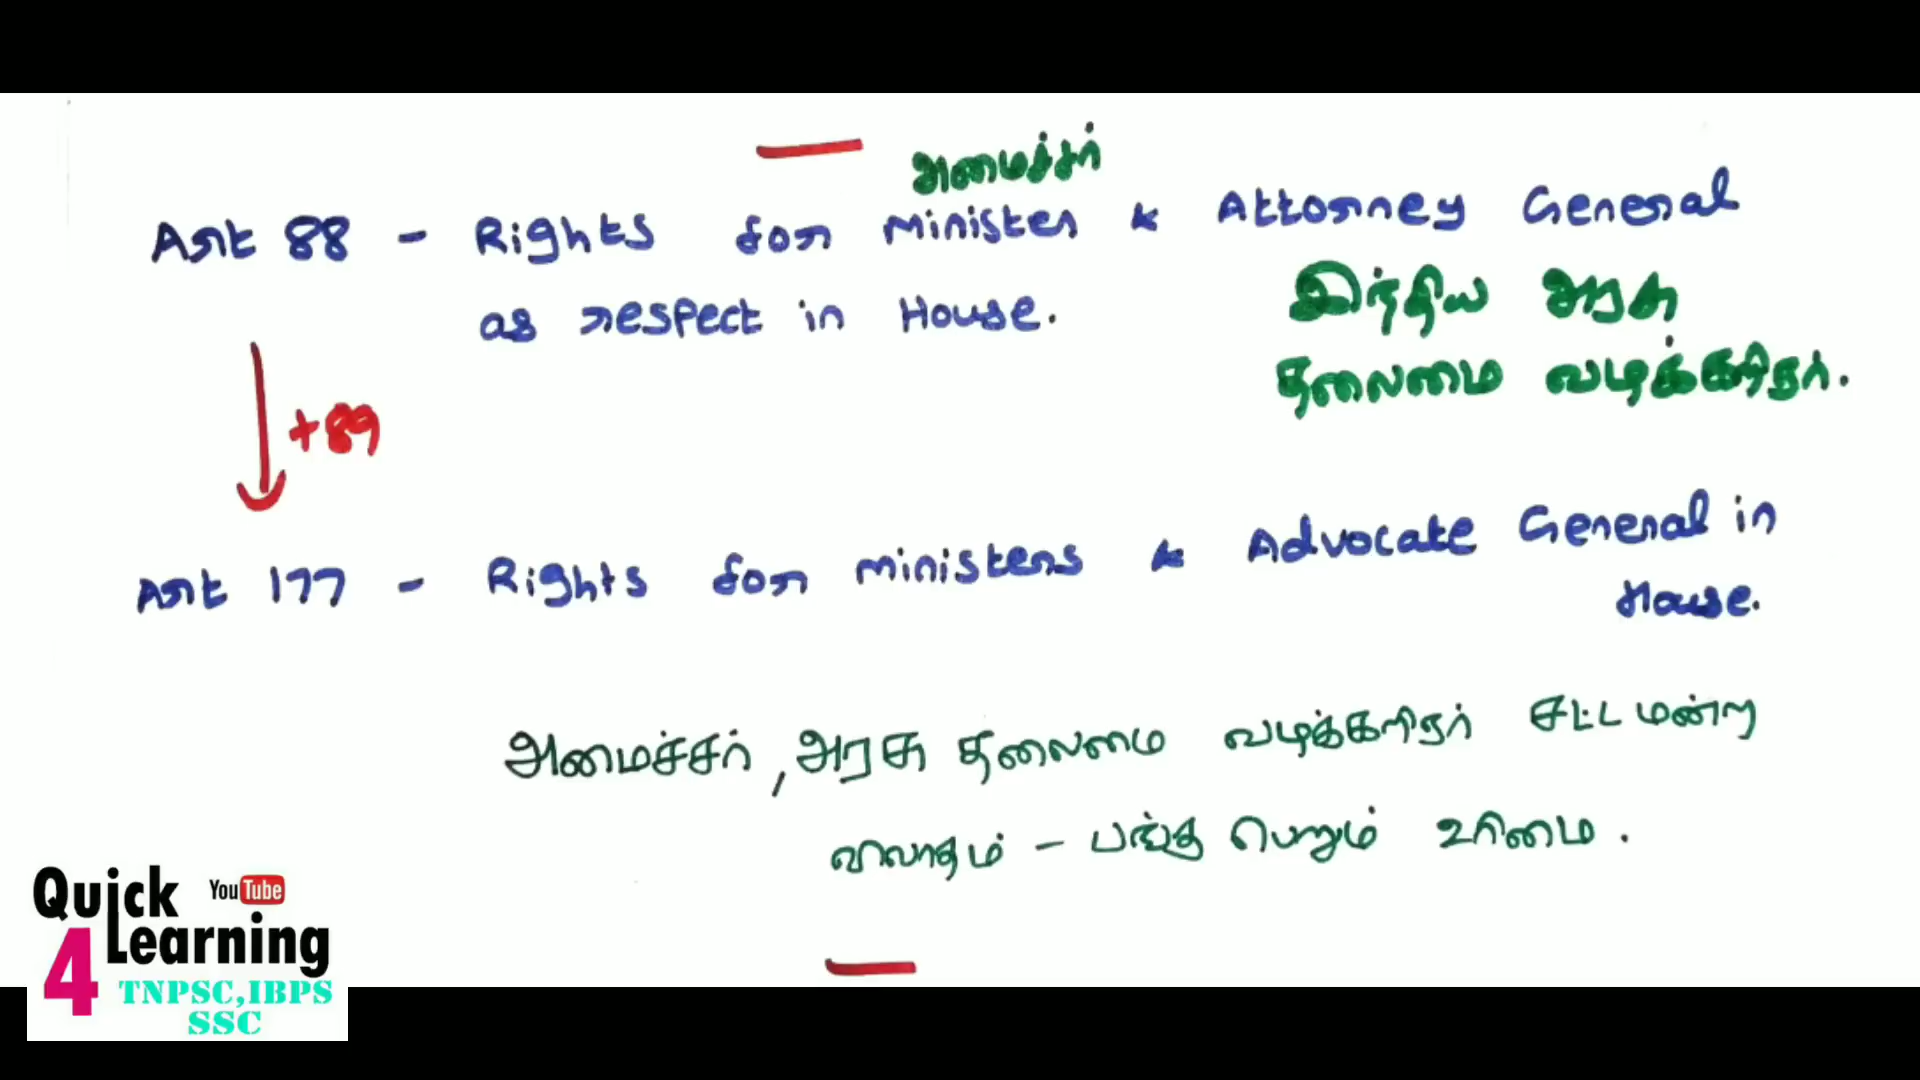 அமைச்சர்
Art 88 - Rights for Minister & Attorney General
as respect in House.
இந்திய அரசு
தலைமை வழக்கறிஞர்.
+89
Art 177 - Rights for ministers & Advocate General in
House.
அமைச்சர், அரசு தலைமை வழக்கறிஞர் சட்டமன்ற
விவாதம் - பங்கு பெறும் உரிமை.
Quick YouTube
4 Learning
TNPSC,IBPS
SSC